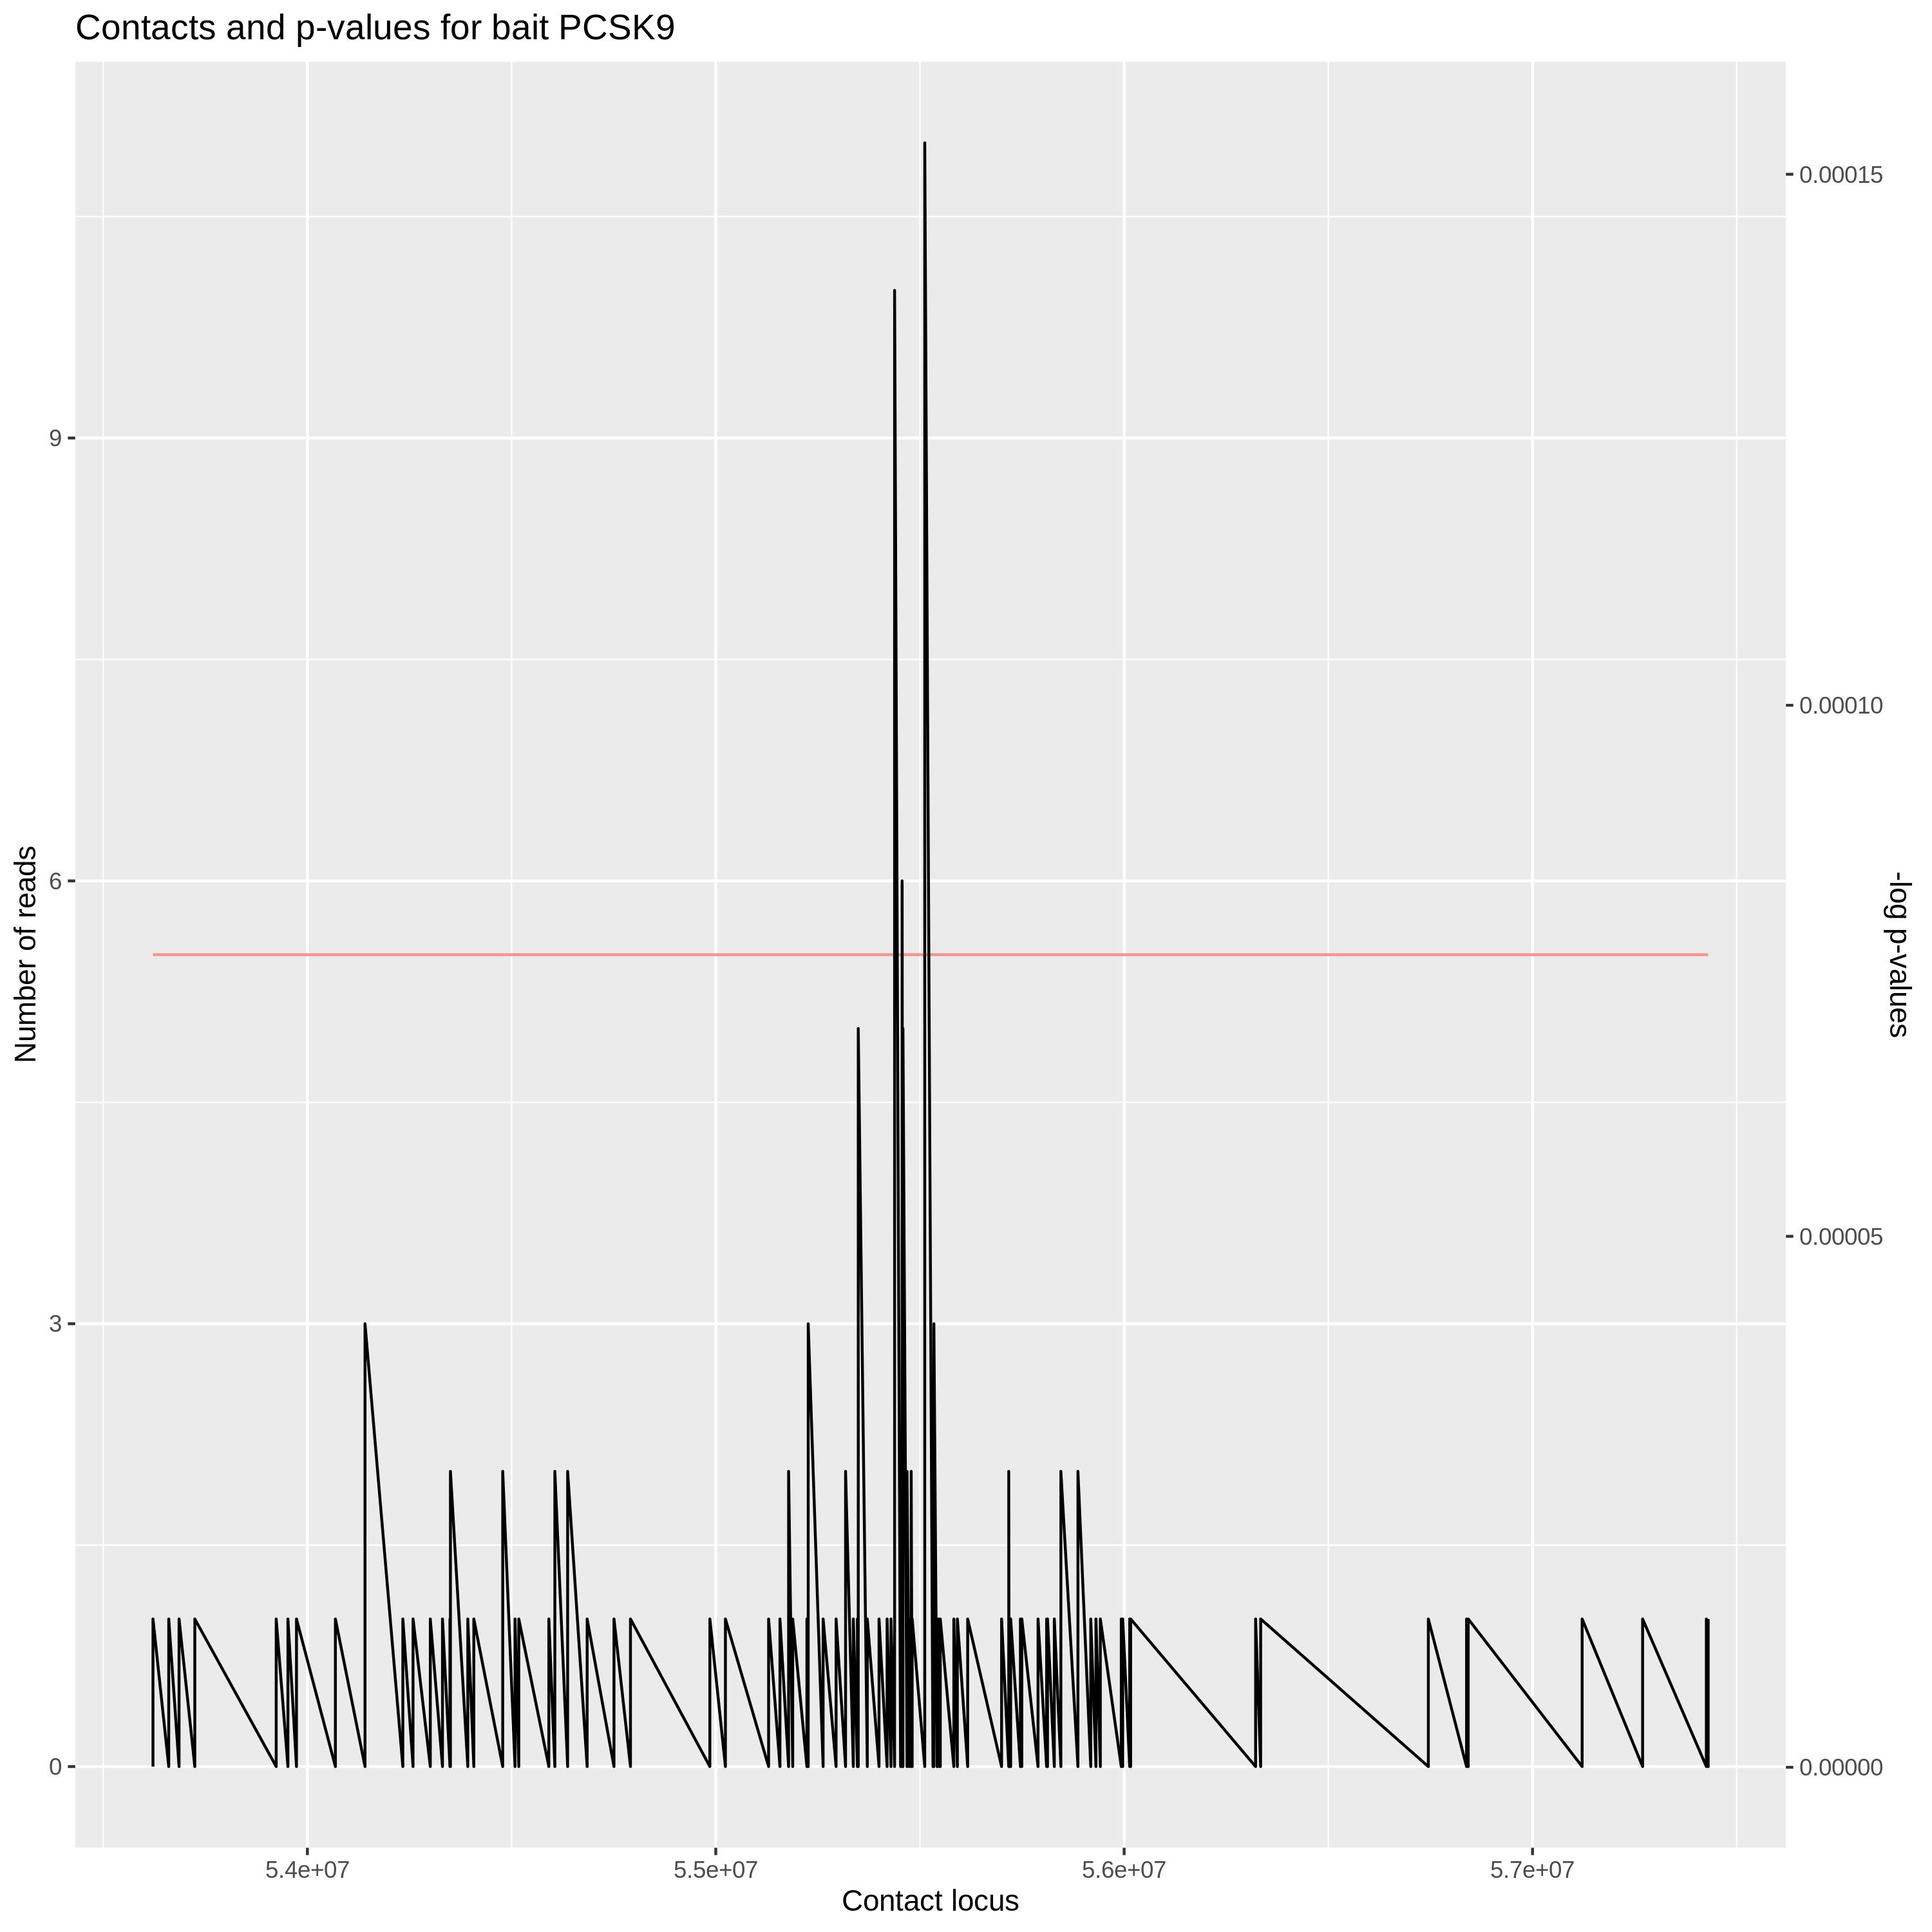 Contacts and p-values for bait PCSK9
Number of reads
9
6
3
0
0.00015
0.00010
0.00005
0.00000
-log p-values
5.4e+07
5.5e+07
5.6e+07
5.7e+07
Contact locus